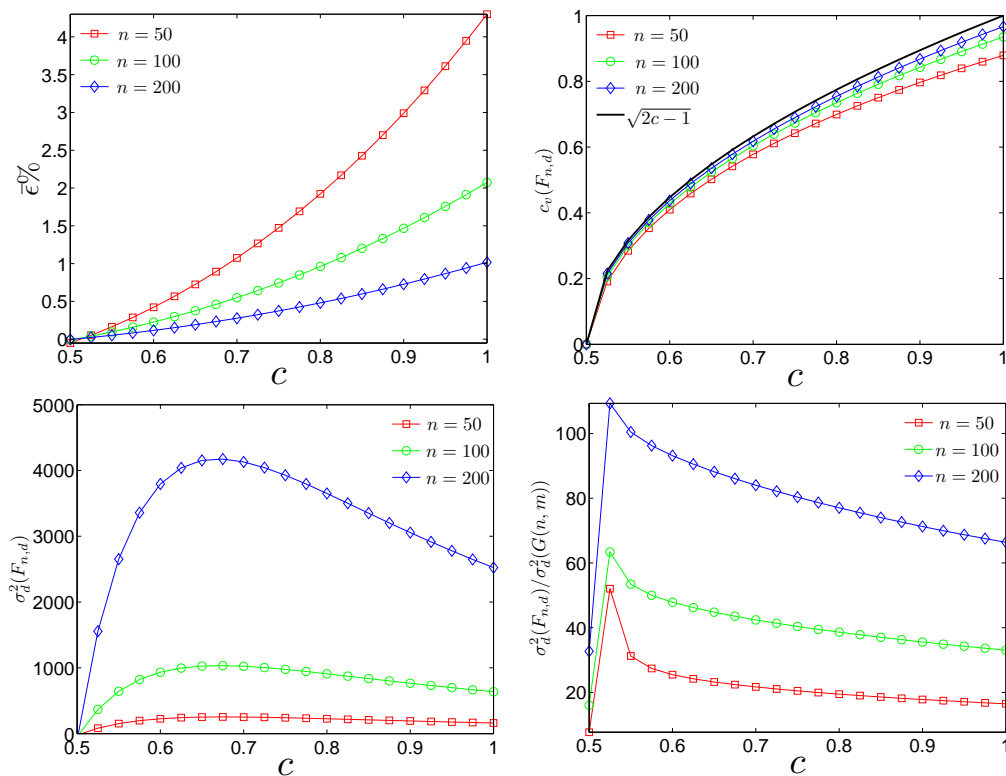 4
3.5
3
2.5
2
1.5
1
0.5
0
0.5 0.6 0.7 0.8 0.9 1
c
ε̄%
n = 50
n = 100
n = 200
1
0.8
0.6
0.4
0.2
0
0.5 0.6 0.7 0.8 0.9 1
c
c_v(F_{n,d})
n = 50
n = 100
n = 200
√2c − 1
5000
4000
3000
2000
1000
0
0.5 0.6 0.7 0.8 0.9 1
c
σ_d^2(F_{n,d})
n = 50
n = 100
n = 200
100
80
60
40
20
0.5 0.6 0.7 0.8 0.9 1
c
σ_d^2(F_{n,d})/σ_d^2(G(n, m))
n = 50
n = 100
n = 200